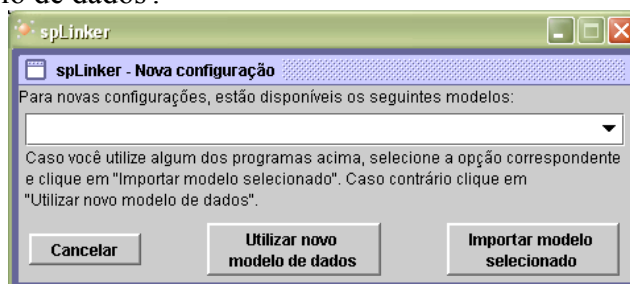 de dados?
spLinker
spLinker - Nova configuração
Para novas configurações, estão disponíveis os seguintes modelos:
Caso você utilize algum dos programas acima, selecione a opção correspondente
e clique em "Importar modelo selecionado". Caso contrário clique em
"Utilizar novo modelo de dados".
Cancelar
Utilizar novo
modelo de dados
Importar modelo
selecionado